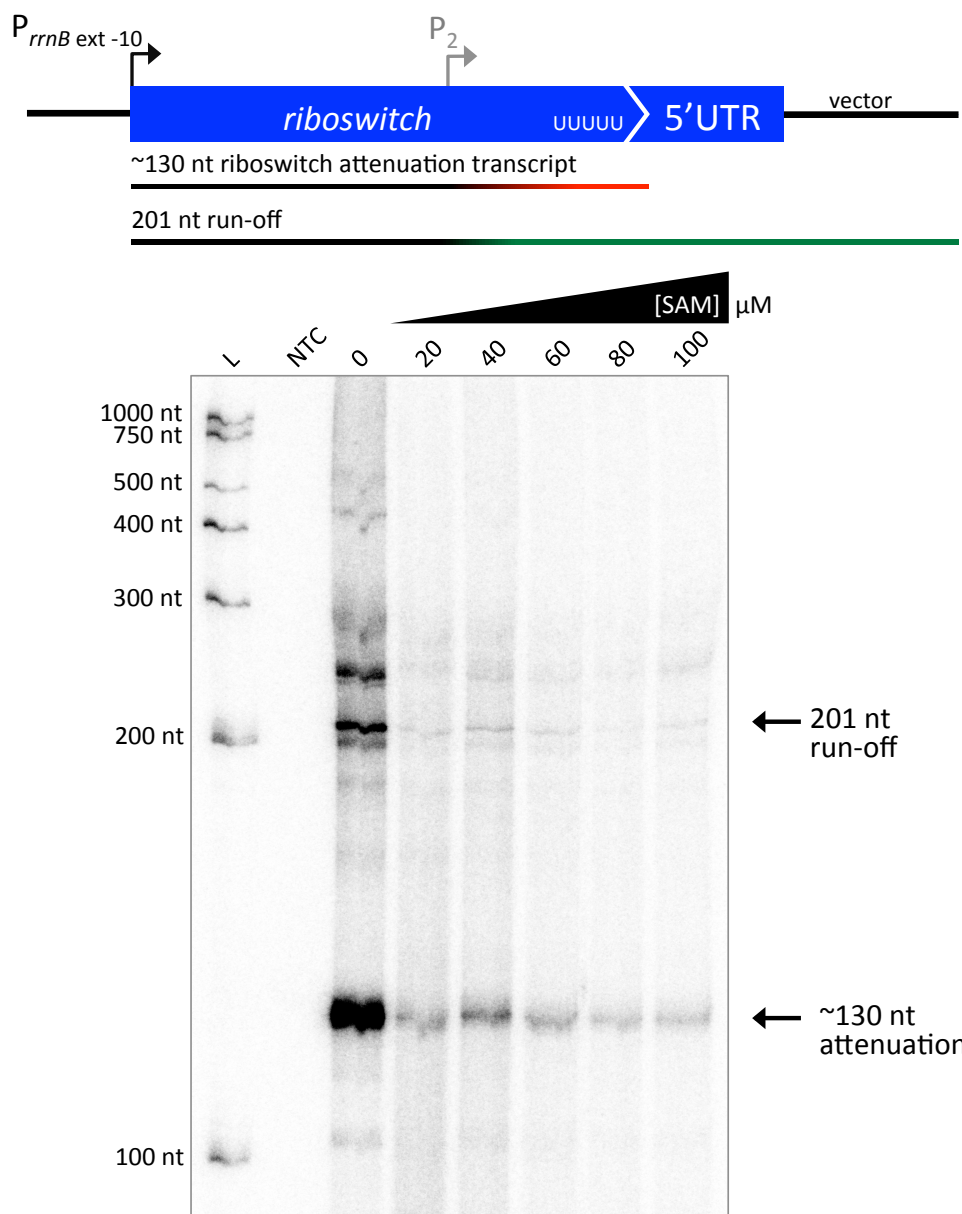 PrrnB ext -10
P2
riboswitch UUUUU 5'UTR vector
~130 nt riboswitch attenuation transcript
201 nt run-off
[SAM] µM
L NTC 0 20 40 60 80 100
1000 nt
750 nt
500 nt
400 nt
300 nt
200 nt
100 nt
201 nt
run-off
~130 nt
attenuation